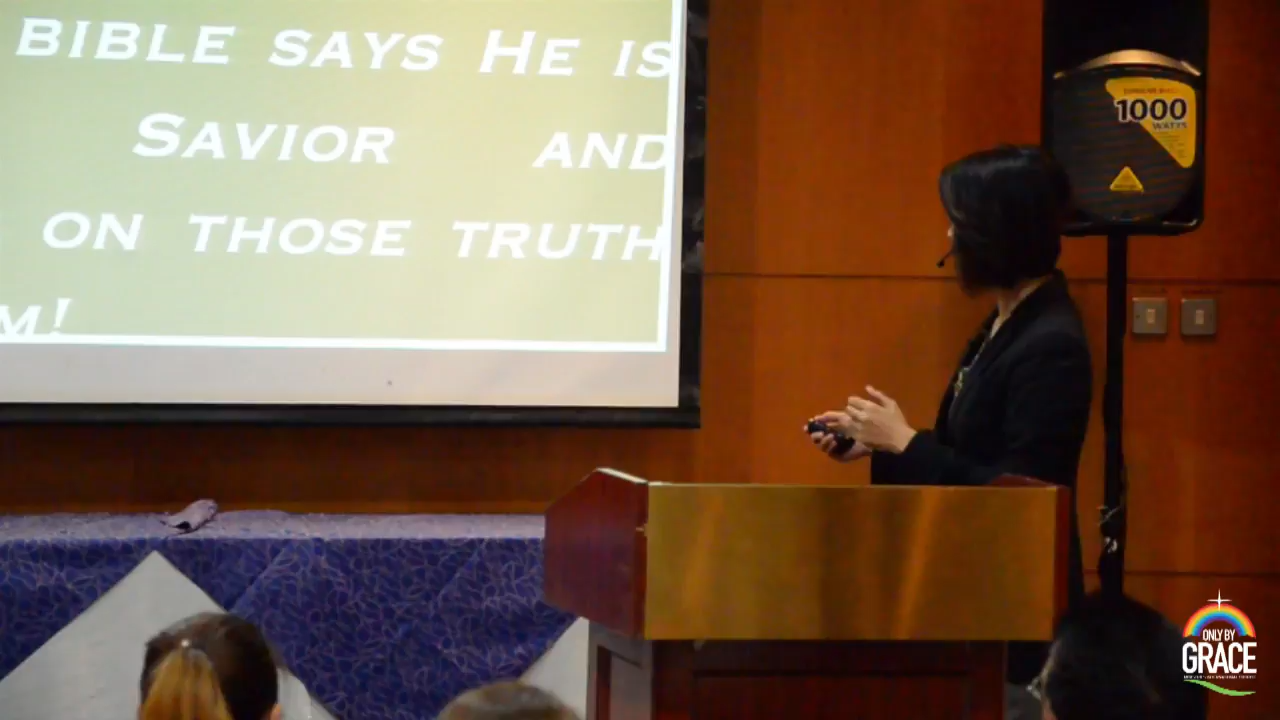 BIBLE SAYS HE IS
SAVIOR AND
ON THOSE TRUTH
M!
1000
WATTS
ONLY BY
GRACE